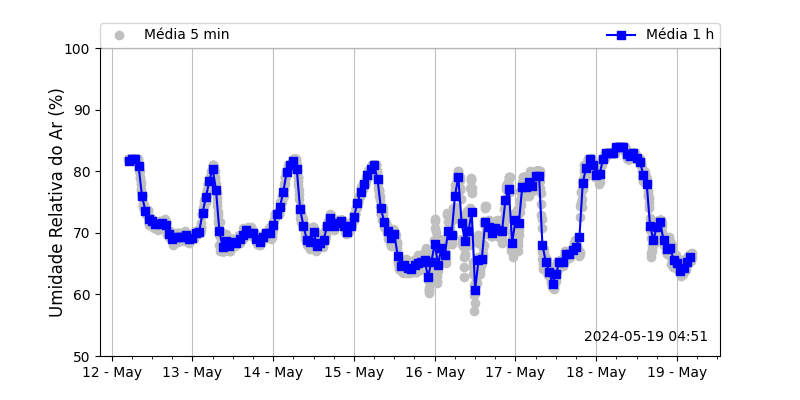 Média 5 min
Média 1 h
Umidade Relativa do Ar (%)
100
90
80
70
60
50
2024-05-19 04:51
12 - May
13 - May
14 - May
15 - May
16 - May
17 - May
18 - May
19 - May